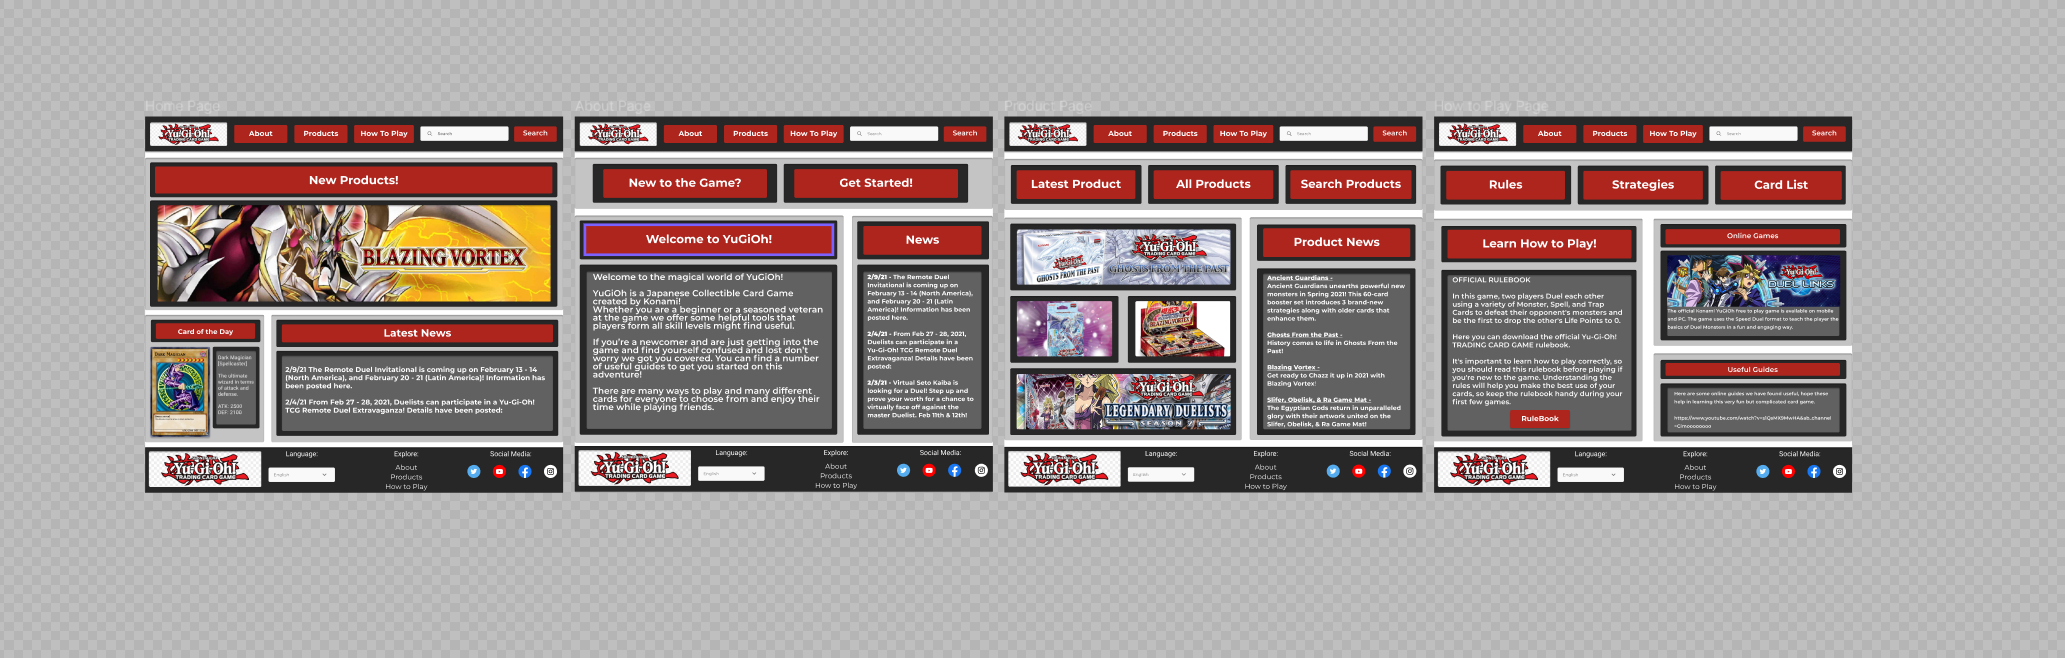 Home Page
Yu-Gi-Oh!
TRADING CARD GAME
About
Products
How To Play
Search
Search
New Products!
BLAZING VORTEX
Card of the Day
DARK MAGICIAN
Dark Magician
[Spellcaster]
The ultimate
wizard in terms
of attack and
defense.
ATK: 2500
DEF: 2100
Latest News
2/9/21 The Remote Duel Invitational is coming up on February 13 - 14
(North America), and February 20 - 21 (Latin America)! Information has
been posted here.
2/4/21 From Feb 27 - 28, 2021, Duelists can participate in a Yu-Gi-Oh!
TCG Remote Duel Extravaganza! Details have been posted:
Yu-Gi-Oh!
TRADING CARD GAME
Language:
English
Explore:
About
Products
How to Play
Social Media:
About Page
Yu-Gi-Oh!
TRADING CARD GAME
About
Products
How To Play
Search
Search
New to the Game?
Get Started!
Welcome to YuGiOh!
Welcome to the magical world of YuGiOh!
YuGiOh is a Japanese Collectible Card Game
created by Konami!
Whether you are a beginner or a seasoned veteran
at the game we offer some helpful tools that
players form all skill levels might find useful.
If you're a newcomer and are just getting into the
game and find yourself confused and lost don't
worry we got you covered. You can find a number
of useful guides to get you started on this
adventure!
There are many ways to play and many different
cards for everyone to choose from and enjoy their
time while playing friends.
News
2/9/21 - The Remote Duel
Invitational is coming up on
February 13 - 14 (North America),
and February 20 - 21 (Latin
America)! Information has been
posted here.
2/4/21 - From Feb 27 - 28, 2021,
Duelists can participate in a
Yu-Gi-Oh! TCG Remote Duel
Extravaganza! Details have been
posted:
2/3/21 - Virtual Seto Kaiba is
looking for a Duel! Step up and
prove your worth for a chance to
virtually face off against the
master Duelist. Feb 11th & 12th!
Yu-Gi-Oh!
TRADING CARD GAME
Language:
English
Explore:
About
Products
How to Play
Social Media:
Product Page
Yu-Gi-Oh!
TRADING CARD GAME
About
Products
How To Play
Search
Search
Latest Product
All Products
Search Products
Yu-Gi-Oh!
GHOSTS FROM THE PAST
Yu-Gi-Oh!
TRADING CARD GAME
GHOSTS FROM THE PAST
BLAZING VORTEX
Yu-Gi-Oh!
LEGENDARY DUELISTS
SEASON
Product News
Ancient Guardians -
Ancient Guardians unearths powerful new
monsters in Spring 2021! This 60-card
booster set introduces 3 brand-new
strategies along with older cards that
enhance them.
Ghosts From the Past -
History comes to life in Ghosts From the
Past!
Blazing Vortex -
Get ready to Chazz it up in 2021 with
Blazing Vortex!
Slifer, Obelisk, & Ra Game Mat -
The Egyptian Gods return in unparalleled
glory with their artwork united on the
Slifer, Obelisk, & Ra Game Mat!
Yu-Gi-Oh!
TRADING CARD GAME
Language:
English
Explore:
About
Products
How to Play
Social Media:
How to Play Page
Yu-Gi-Oh!
TRADING CARD GAME
About
Products
How To Play
Search
Search
Rules
Strategies
Card List
Learn How to Play!
OFFICIAL RULEBOOK
In this game, two players Duel each other
using a variety of Monster, Spell, and Trap
Cards to defeat their opponent's monsters and
be the first to drop the other's Life Points to 0.
Here you can download the official Yu-Gi-Oh!
TRADING CARD GAME rulebook.
It's important to learn how to play correctly, so
you should read this rulebook before playing if
you're new to the game. Understanding the
rules will help you make the best use of your
cards, so keep the rulebook handy during your
first few games.
RuleBook
Online Games
Yu-Gi-Oh!
DUEL LINKS
The official Konami YuGiOh free to play game is available on mobile
and PC. The game uses the Speed Duel format to teach the player the
basics of Duel Monsters in a fun and engaging way.
Useful Guides
Here are some online guides we have found useful, hope these
help in learning this very fun but complicated card game.
Yu-Gi-Oh!
TRADING CARD GAME
Language:
English
Explore:
About
Products
How to Play
Social Media: